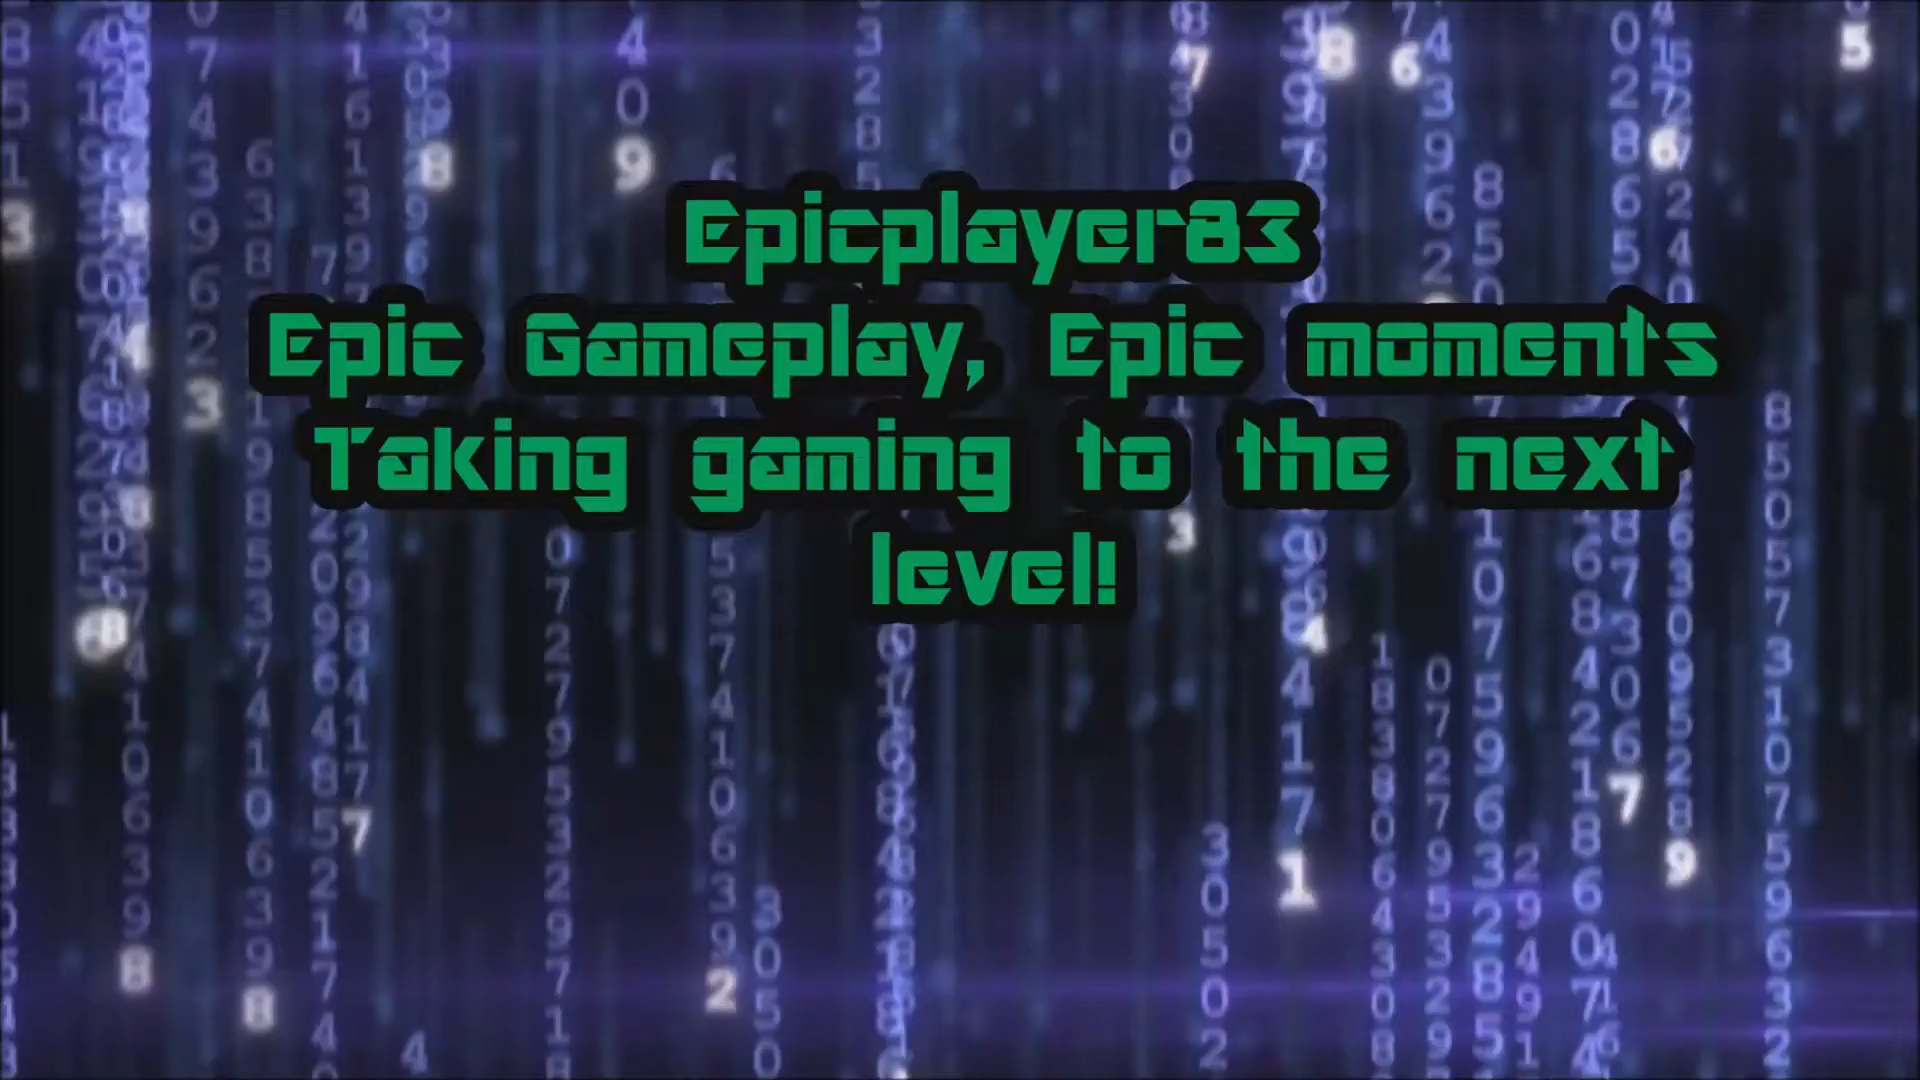 Epicplayer83
Epic Gameplay, Epic moments
Taking gaming to the next
level!